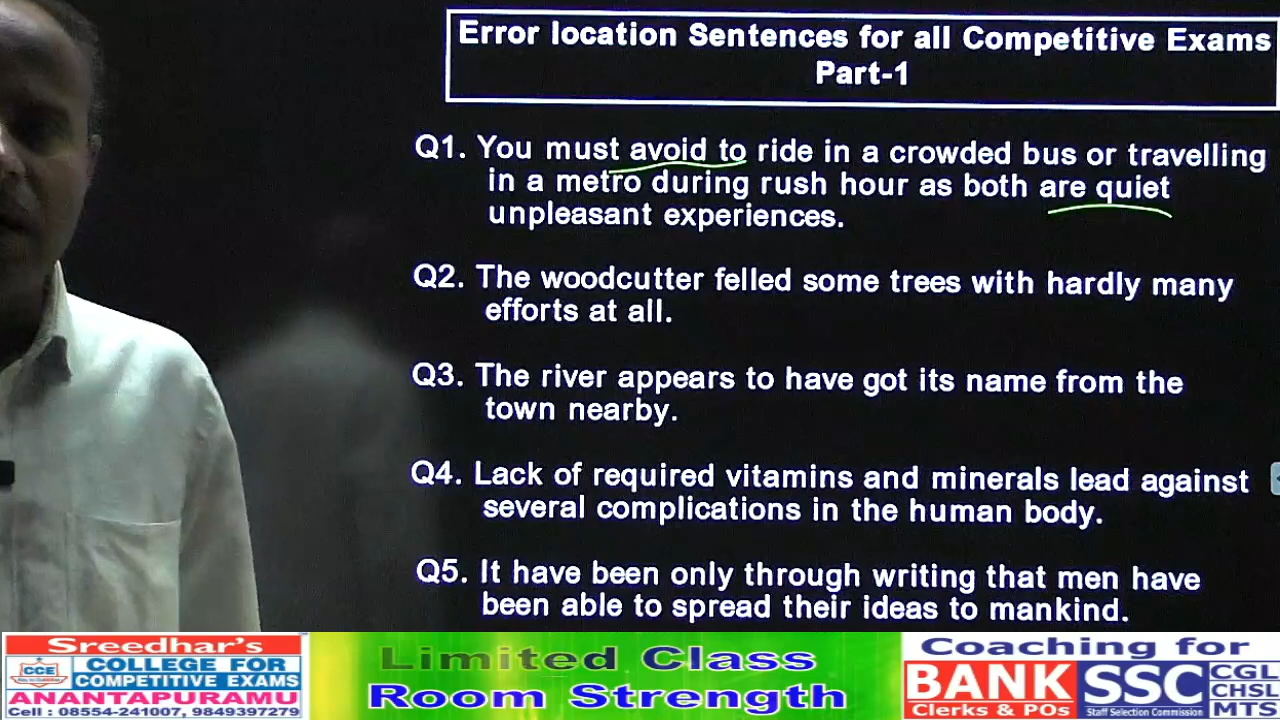 Error location Sentences for all Competitive Exams
Part-1
Q1. You must avoid to ride in a crowded bus or travelling
in a metro during rush hour as both are quiet
unpleasant experiences.
Q2. The woodcutter felled some trees with hardly many
efforts at all.
Q3. The river appears to have got its name from the
town nearby.
Q4. Lack of required vitamins and minerals lead against
several complications in the human body.
Q5. It have been only through writing that men have
been able to spread their ideas to mankind.
Sreedhar's
CCE
COLLEGE FOR
COMPETITIVE EXAMS
ANANTAPURAMU
Cell : 08554-241007, 9849397279
Limited Class
Room Strength
Coaching for
BANK
Clerks & POs
SSC
Staff Selection Commission
CGL
CHSL
MTS